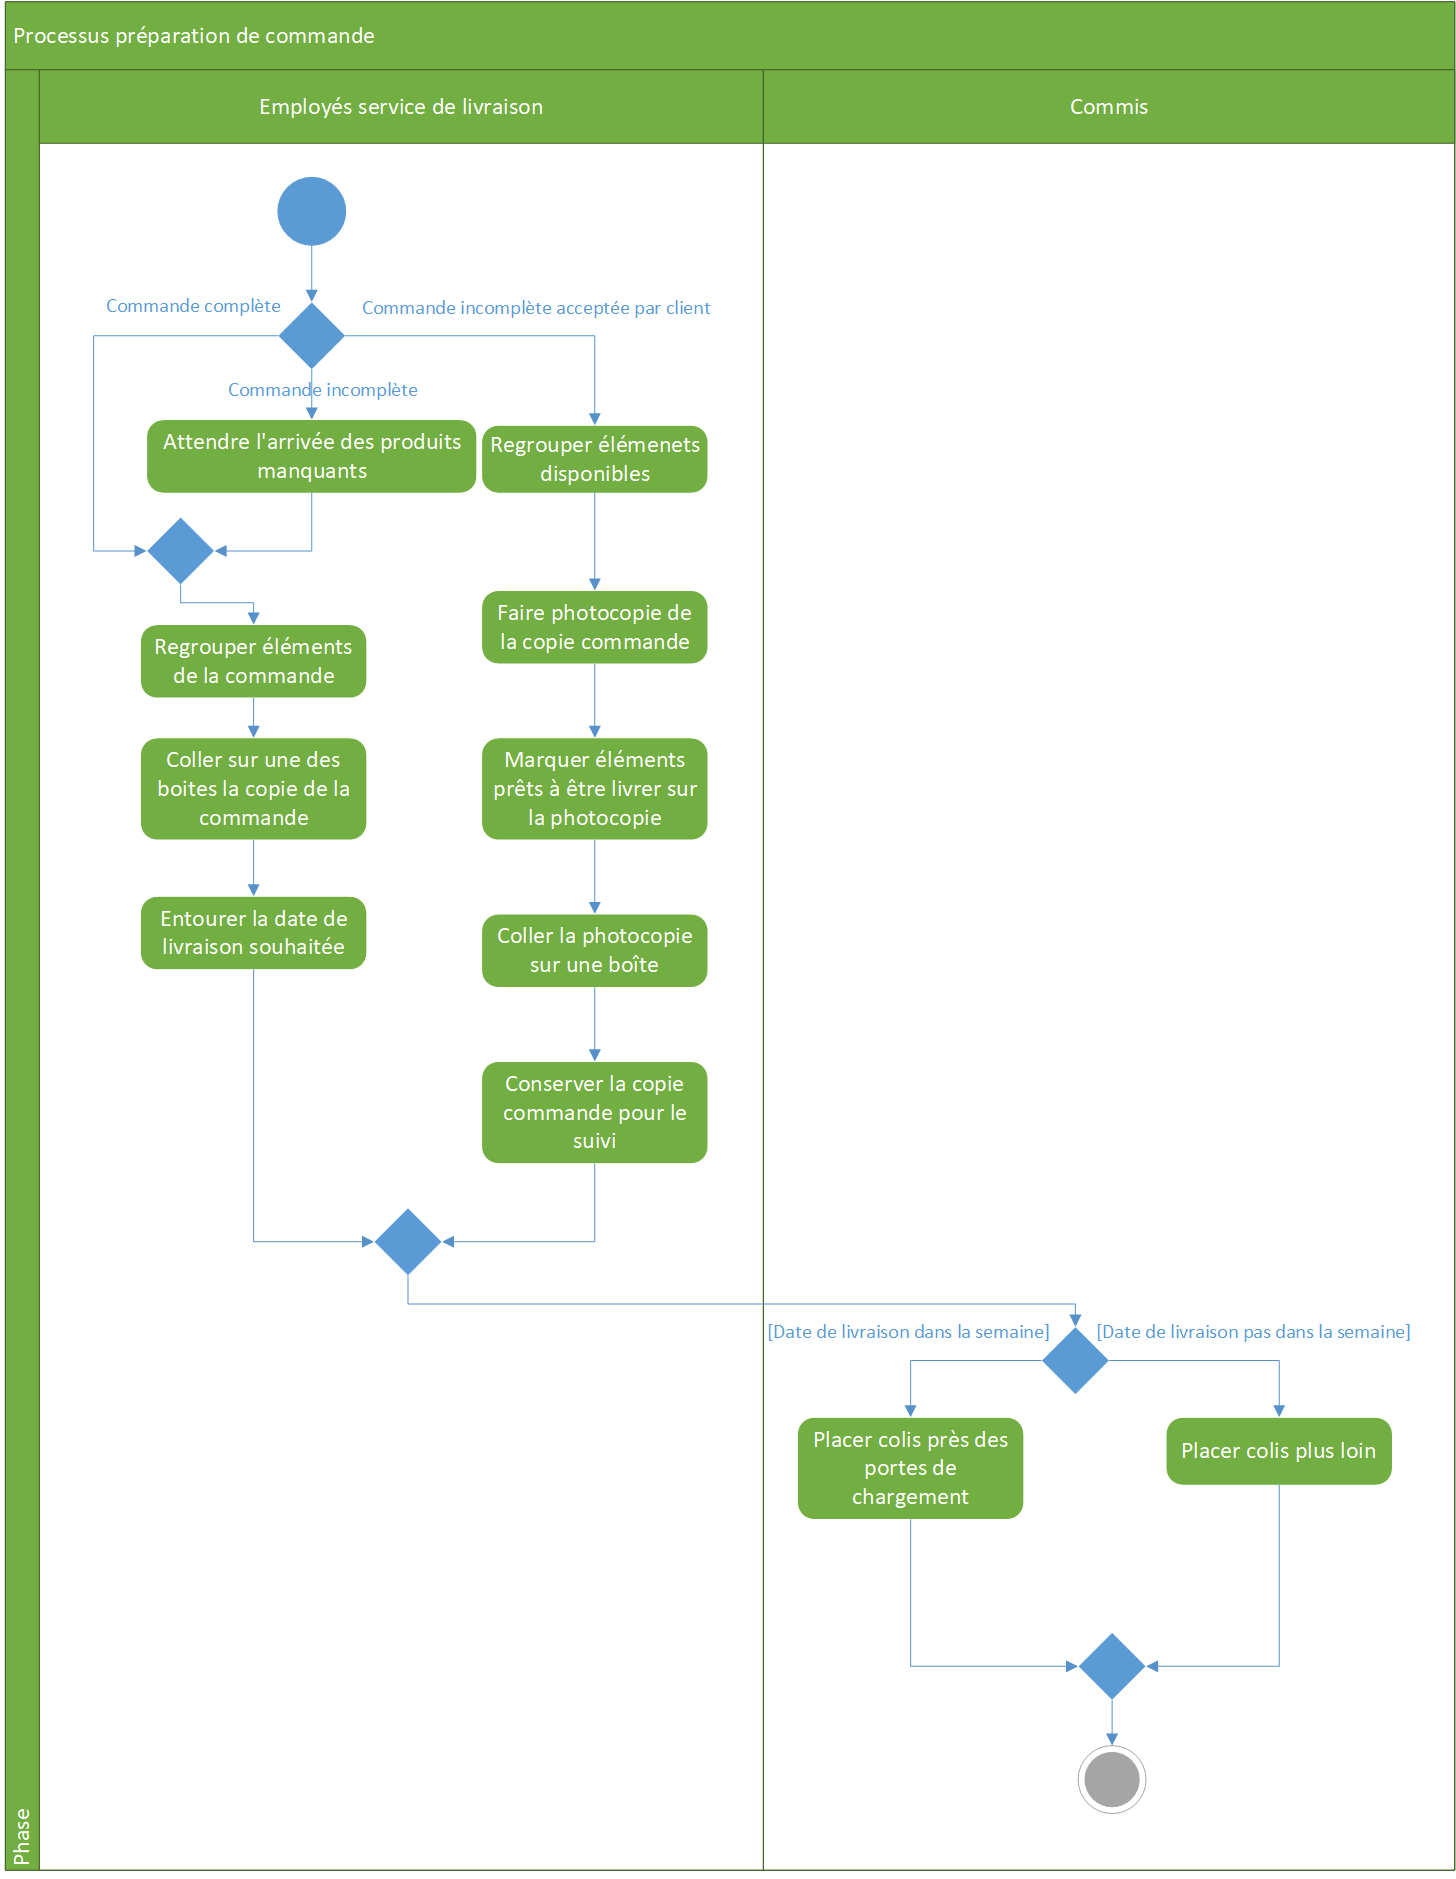 Processus préparation de commande
Employés service de livraison
Commis
Commande complète
Commande incomplète acceptée par client
Commande incomplète
Attendre l'arrivée des produits
manquants
Regrouper élémenets
disponibles
Faire photocopie de
la copie commande
Regrouper éléments
de la commande
Coller sur une des
boites la copie de la
commande
Marquer éléments
prêts à être livrer sur
la photocopie
Entourer la date de
livraison souhaitée
Coller la photocopie
sur une boîte
Conserver la copie
commande pour le
suivi
[Date de livraison dans la semaine]
[Date de livraison pas dans la semaine]
Placer colis près des
portes de
chargement
Placer colis plus loin
Phase